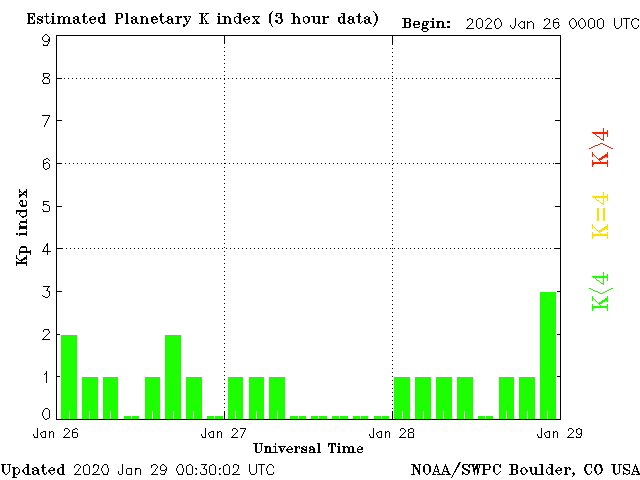 Estimated Planetary K index (3 hour data) Begin: 2020 Jan 26 0000 UTC
9
8
7
6
5
4
3
2
1
0
Kp index
K>4
K=4
K<4
Jan 26 Jan 27 Jan 28 Jan 29
Universal Time
Updated 2020 Jan 29 00:30:02 UTC NOAA/SWPC Boulder, CO USA